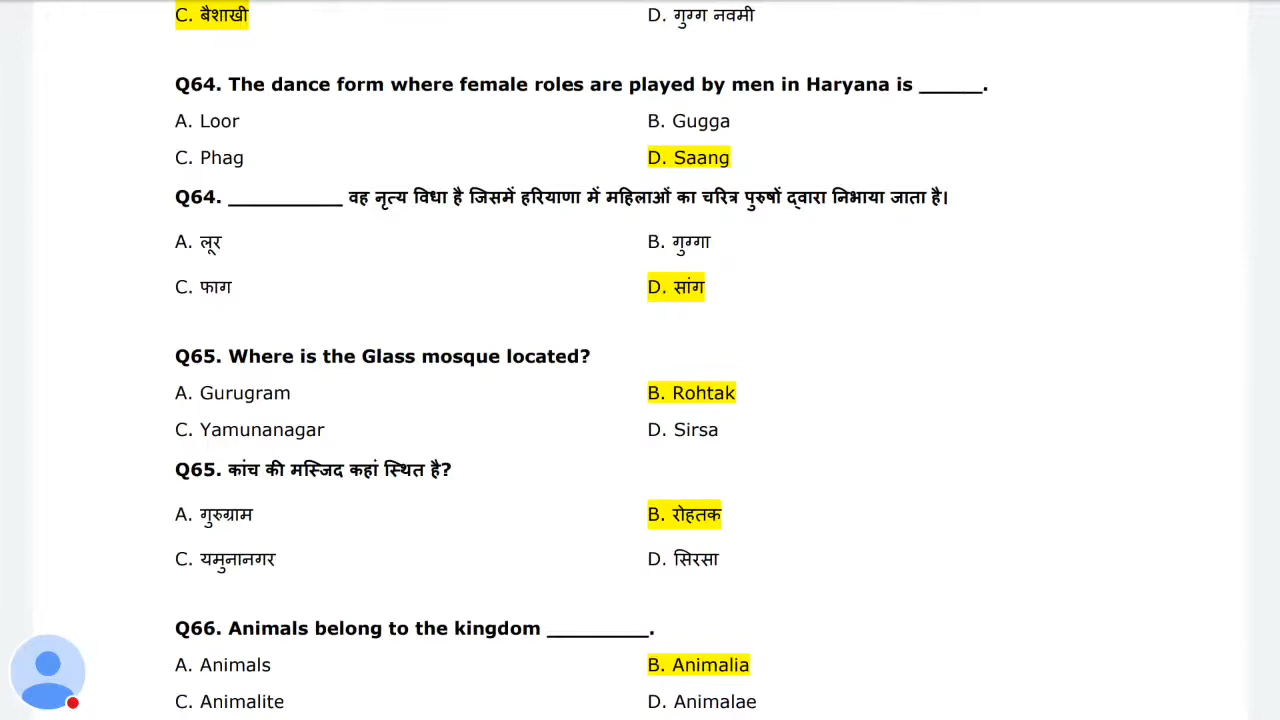 C. बैशाखी D. गुग्ग नवमी
Q64. The dance form where female roles are played by men in Haryana is ______.
A. Loor B. Gugga
C. Phag D. Saang
Q64. ___________ वह नृत्य विधा है जिसमें हरियाणा में महिलाओं का चरित्र पुरुषों द्वारा निभाया जाता है।
A. लूर B. गुग्गा
C. फाग D. सांग
Q65. Where is the Glass mosque located?
A. Gurugram B. Rohtak
C. Yamunanagar D. Sirsa
Q65. कांच की मस्जिद कहां स्थित है?
A. गुरुग्राम B. रोहतक
C. यमुनानगर D. सिरसा
Q66. Animals belong to the kingdom __________.
A. Animals B. Animalia
C. Animalite D. Animalae